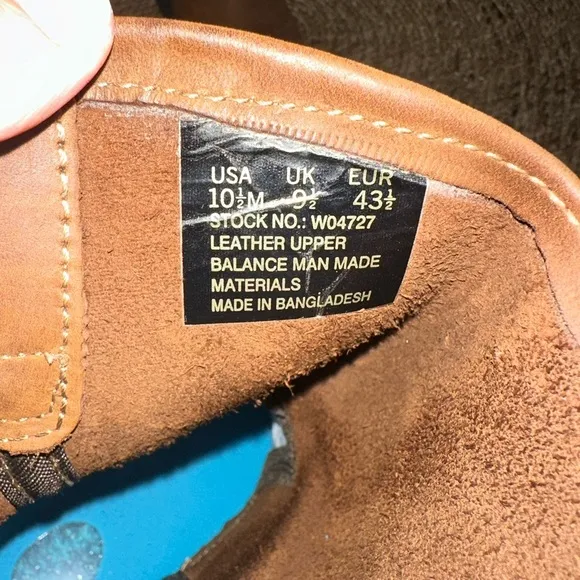 USA UK EUR
10½M 9½ 43½
STOCK NO.: W04727
LEATHER UPPER
BALANCE MAN MADE
MATERIALS
MADE IN BANGLADESH